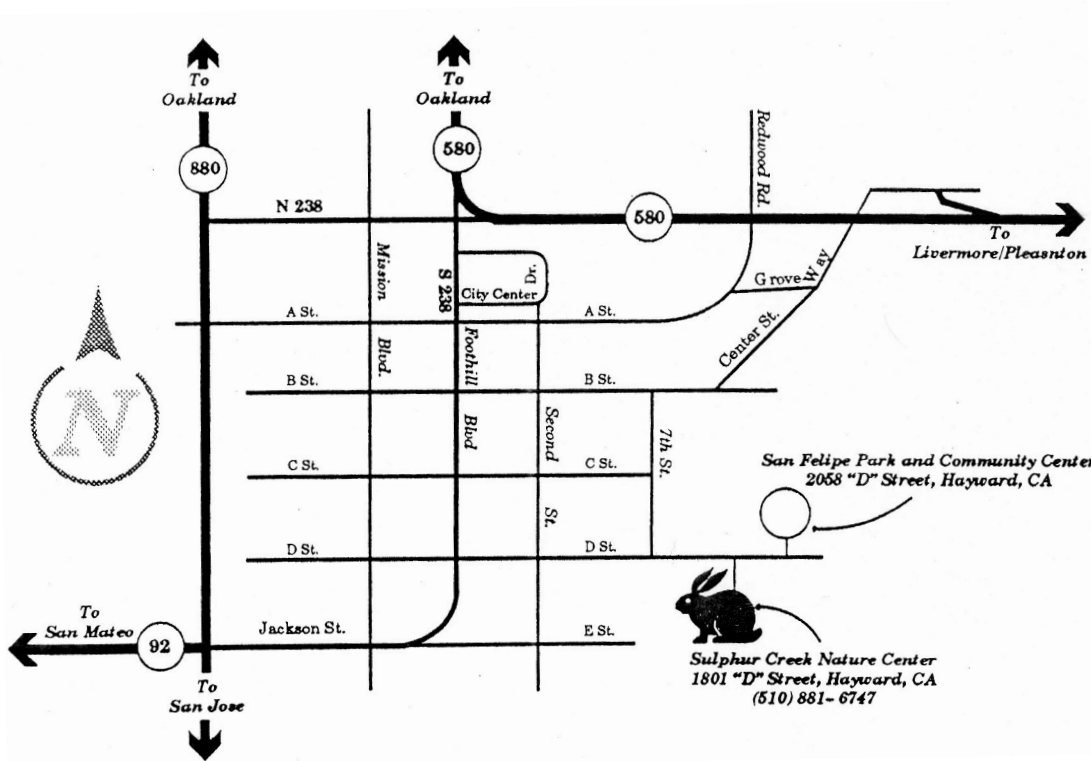 To
Oakland
To
Oakland
880
580
Redwood Rd.
N 238
580
To
Livermore/Pleasnton
Mission
Blvd.
S 238
City Center
Dr.
Grove Way
Center St.
A St.
A St.
Foothill
Blvd
B St.
B St.
Second
St.
7th St.
C St.
C St.
N
San Felipe Park and Community Center
2058 "D" Street, Hayward, CA
D St.
D St.
To
San Mateo
92
Jackson St.
E St.
To
San Jose
Sulphur Creek Nature Center
1801 "D" Street, Hayward, CA
(510) 881-6747